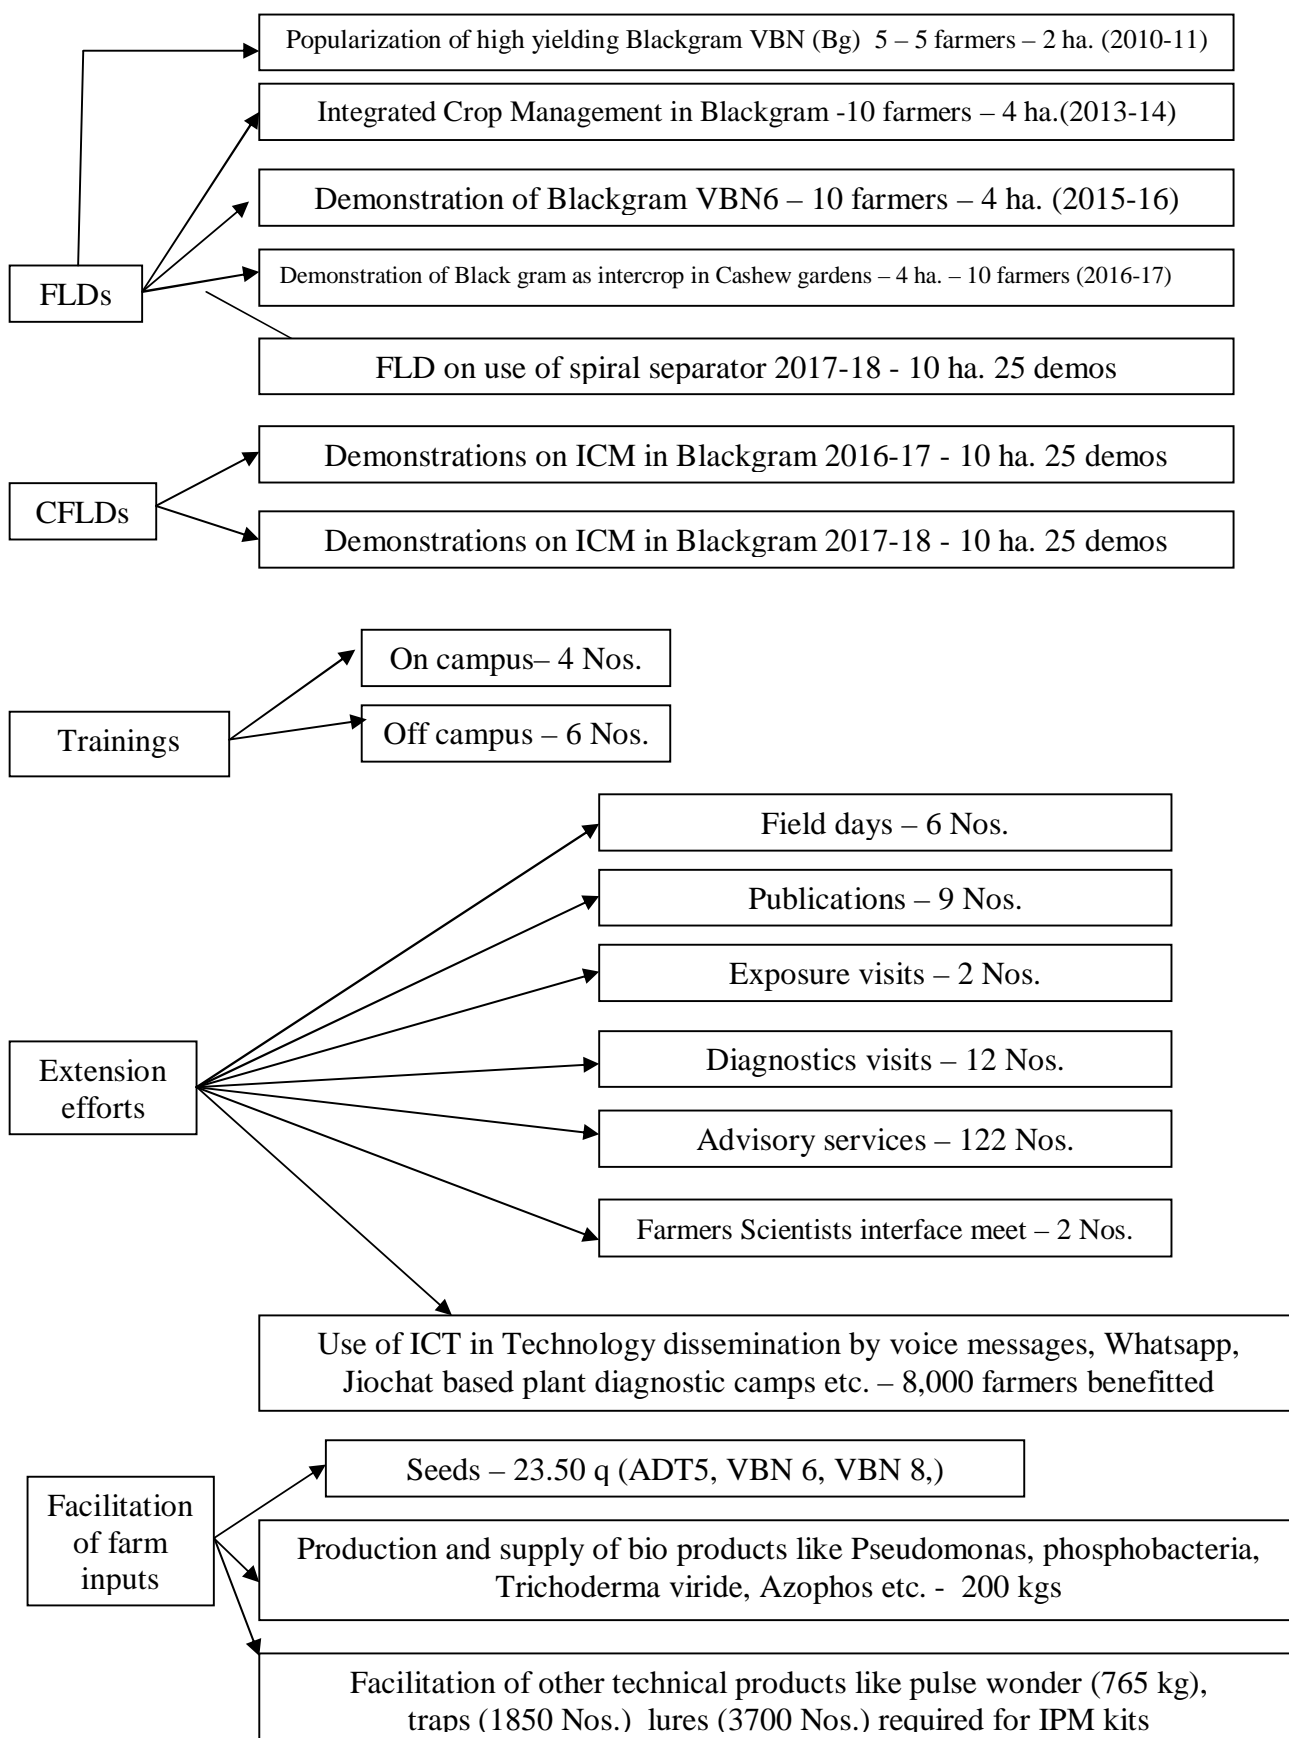 Popularization of high yielding Blackgram VBN (Bg) 5 – 5 farmers – 2 ha. (2010-11)
Integrated Crop Management in Blackgram -10 farmers – 4 ha.(2013-14)
Demonstration of Blackgram VBN6 – 10 farmers – 4 ha. (2015-16)
FLDs
Demonstration of Black gram as intercrop in Cashew gardens – 4 ha. – 10 farmers (2016-17)
FLD on use of spiral separator 2017-18 - 10 ha. 25 demos
CFLDs
Demonstrations on ICM in Blackgram 2016-17 - 10 ha. 25 demos
Demonstrations on ICM in Blackgram 2017-18 - 10 ha. 25 demos
Trainings
On campus– 4 Nos.
Off campus – 6 Nos.
Extension
efforts
Field days – 6 Nos.
Publications – 9 Nos.
Exposure visits – 2 Nos.
Diagnostics visits – 12 Nos.
Advisory services – 122 Nos.
Farmers Scientists interface meet – 2 Nos.
Use of ICT in Technology dissemination by voice messages, Whatsapp,
Jiochat based plant diagnostic camps etc. – 8,000 farmers benefitted
Facilitation
of farm
inputs
Seeds – 23.50 q (ADT5, VBN 6, VBN 8,)
Production and supply of bio products like Pseudomonas, phosphobacteria,
Trichoderma viride, Azophos etc. - 200 kgs
Facilitation of other technical products like pulse wonder (765 kg),
traps (1850 Nos.) lures (3700 Nos.) required for IPM kits